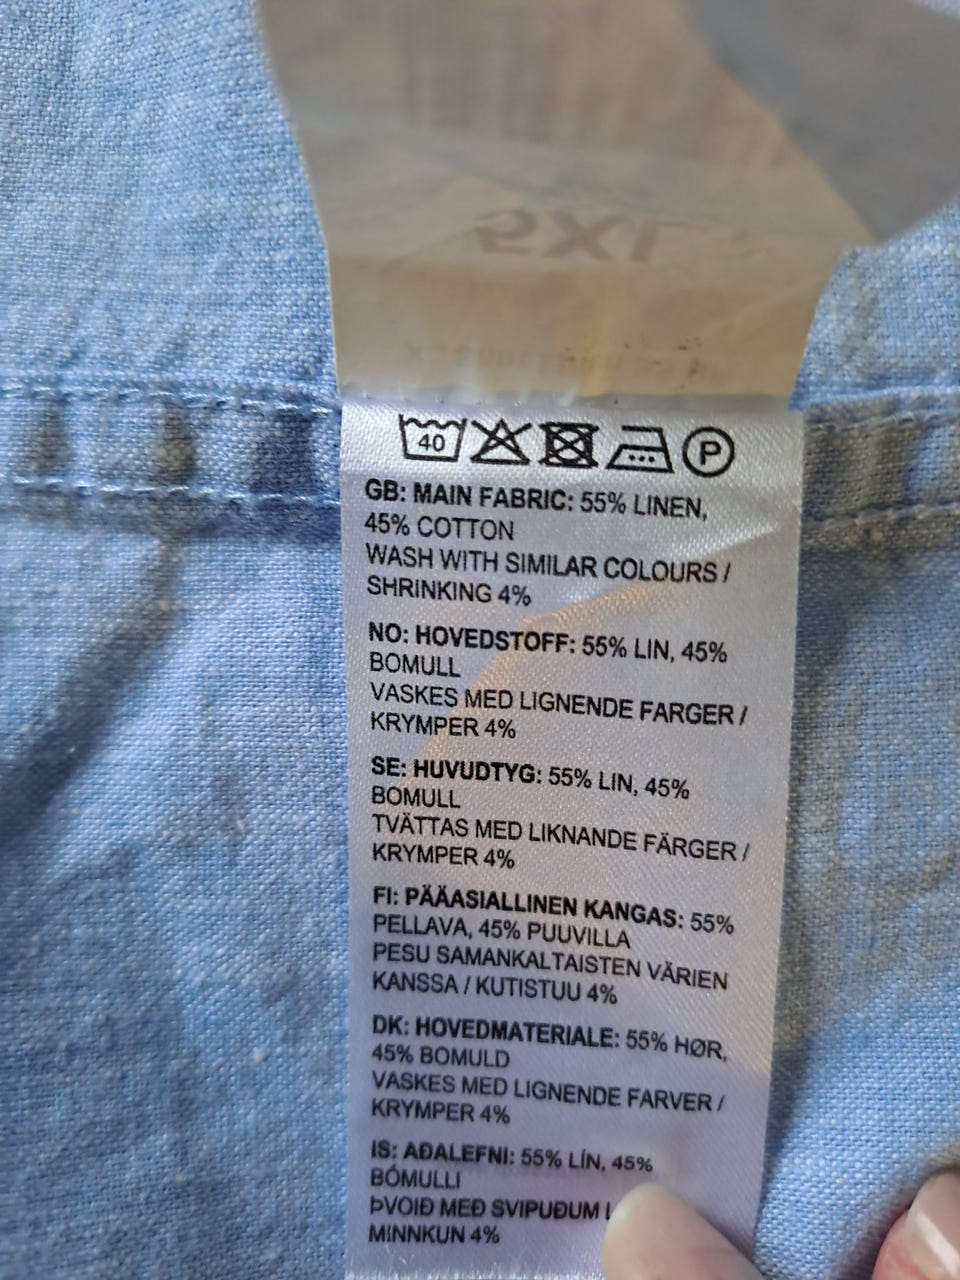 40 P
GB: MAIN FABRIC: 55% LINEN,
45% COTTON
WASH WITH SIMILAR COLOURS /
SHRINKING 4%
NO: HOVEDSTOFF: 55% LIN, 45%
BOMULL
VASKES MED LIGNENDE FARGER /
KRYMPER 4%
SE: HUVUDTYG: 55% LIN, 45%
BOMULL
TVÄTTAS MED LIKNANDE FÄRGER /
KRYMPER 4%
FI: PÄÄASIALLINEN KANGAS: 55%
PELLAVA, 45% PUUVILLA
PESU SAMANKALTAISTEN VÄRIEN
KANSSA / KUTISTUU 4%
DK: HOVEDMATERIALE: 55% HØR,
45% BOMULD
VASKES MED LIGNENDE FARVER /
KRYMPER 4%
IS: AÐALEFNI: 55% LÍN, 45%
BÓMULLI
ÞVOIÐ MEÐ SVIPUÐUM
MINNKUN 4%